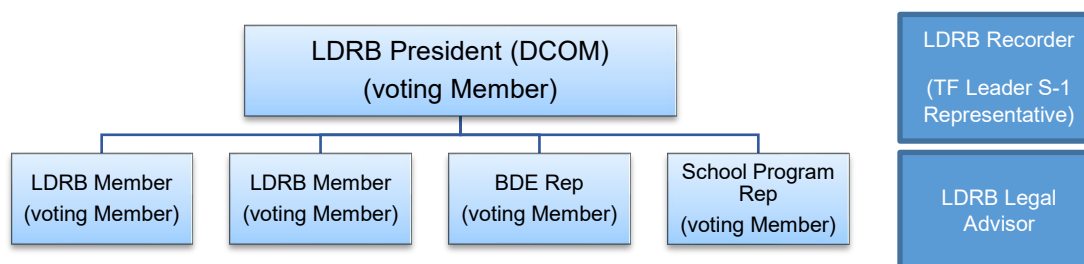 LDRB President (DCOM)
(voting Member)
LDRB Recorder
(TF Leader S-1
Representative)
LDRB Member
(voting Member)
LDRB Member
(voting Member)
BDE Rep
(voting Member)
School Program
Rep
(voting Member)
LDRB Legal
Advisor